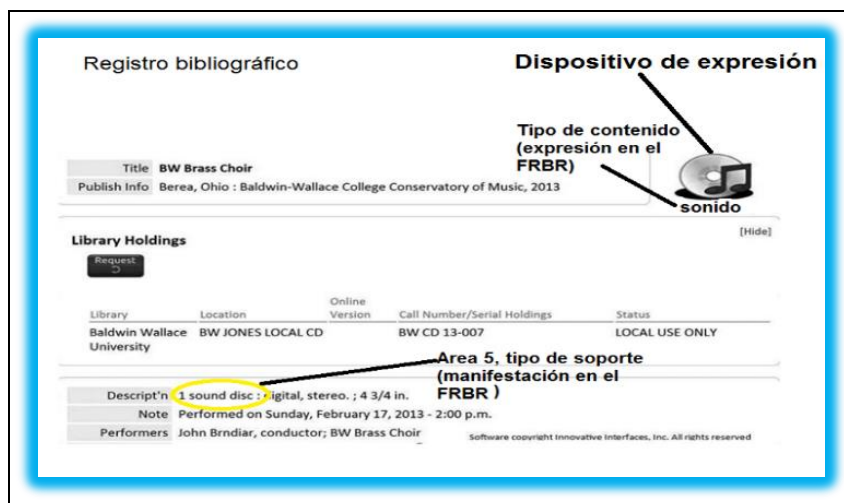 Registro bibliográfico
Dispositivo de expresión
Tipo de contenido
(expresión en el
FRBR)
sonido
Title BW Brass Choir
Publish Info Berea, Ohio : Baldwin-Wallace College Conservatory of Music, 2013
[Hide]
Library Holdings
Request
Library Location Online Version Call Number/Serial Holdings Status
Baldwin Wallace University BW JONES LOCAL CD BW CD 13-007 LOCAL USE ONLY
Area 5, tipo de soporte
(manifestación en el
FRBR )
Descript'n 1 sound disc : digital, stereo. ; 4 3/4 in.
Note Performed on Sunday, February 17, 2013 - 2:00 p.m.
Performers John Brndiar, conductor; BW Brass Choir
Software copyright Innovative Interfaces, Inc. All rights reserved